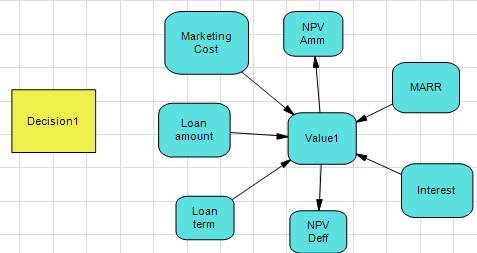 Marketing
Cost
NPV
Amm
MARR
Decision1
Loan
amount
Value1
Interest
Loan
term
NPV
Deff